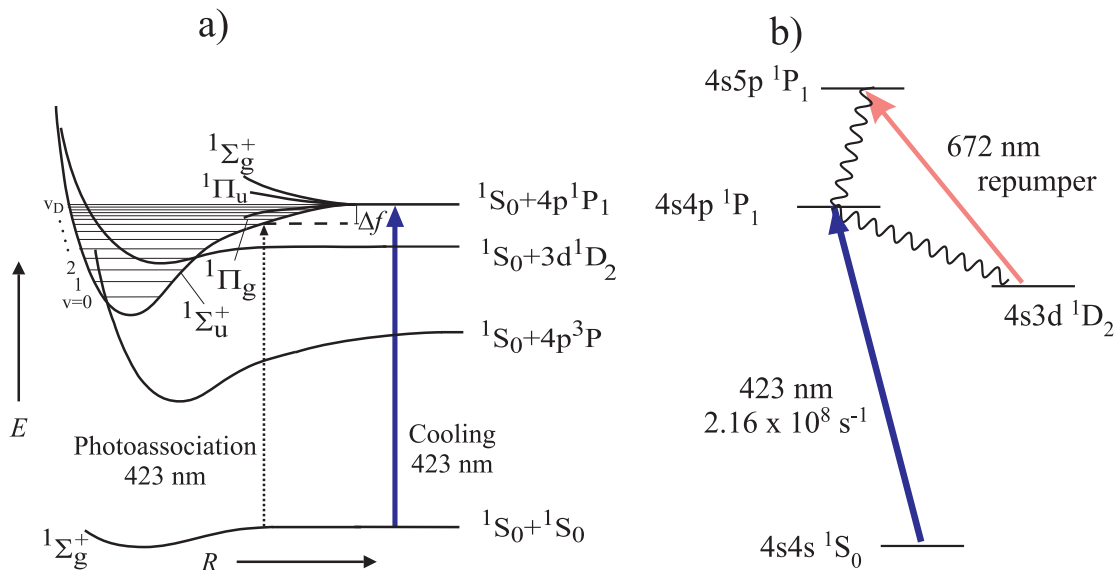 a)
¹Σg⁺
¹Πu
v_D
2
1
v=0
¹Πg
¹Σu⁺
Δf
¹S₀+4p¹P₁
¹S₀+3d¹D₂
¹S₀+4p³P
E
Photoassociation
423 nm
Cooling
423 nm
¹S₀+¹S₀
¹Σg⁺
R
b)
4s5p ¹P₁
672 nm
repumper
4s4p ¹P₁
4s3d ¹D₂
423 nm
2.16 x 10⁸ s⁻¹
4s4s ¹S₀